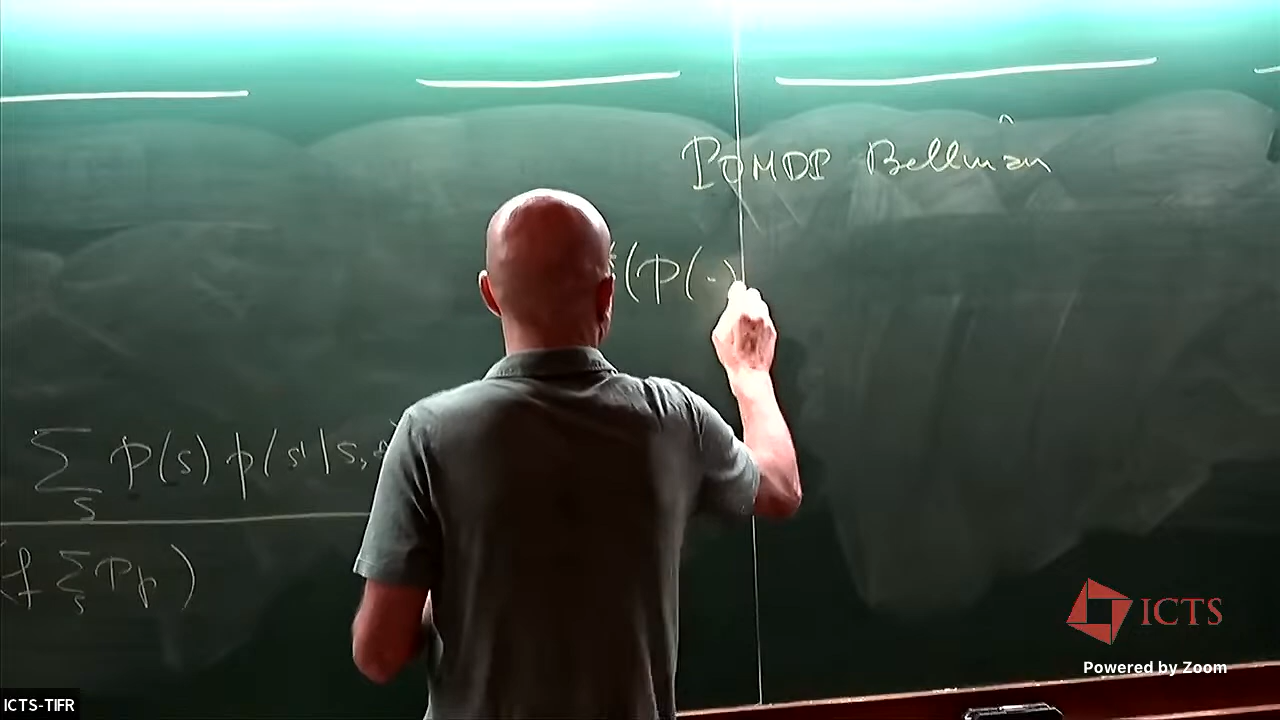 POMDP Bellman
(P(·)
∑ P(s) p(s'|s,
s
(f ∑ P p )
s
ICTS
Powered by Zoom
ICTS-TIFR